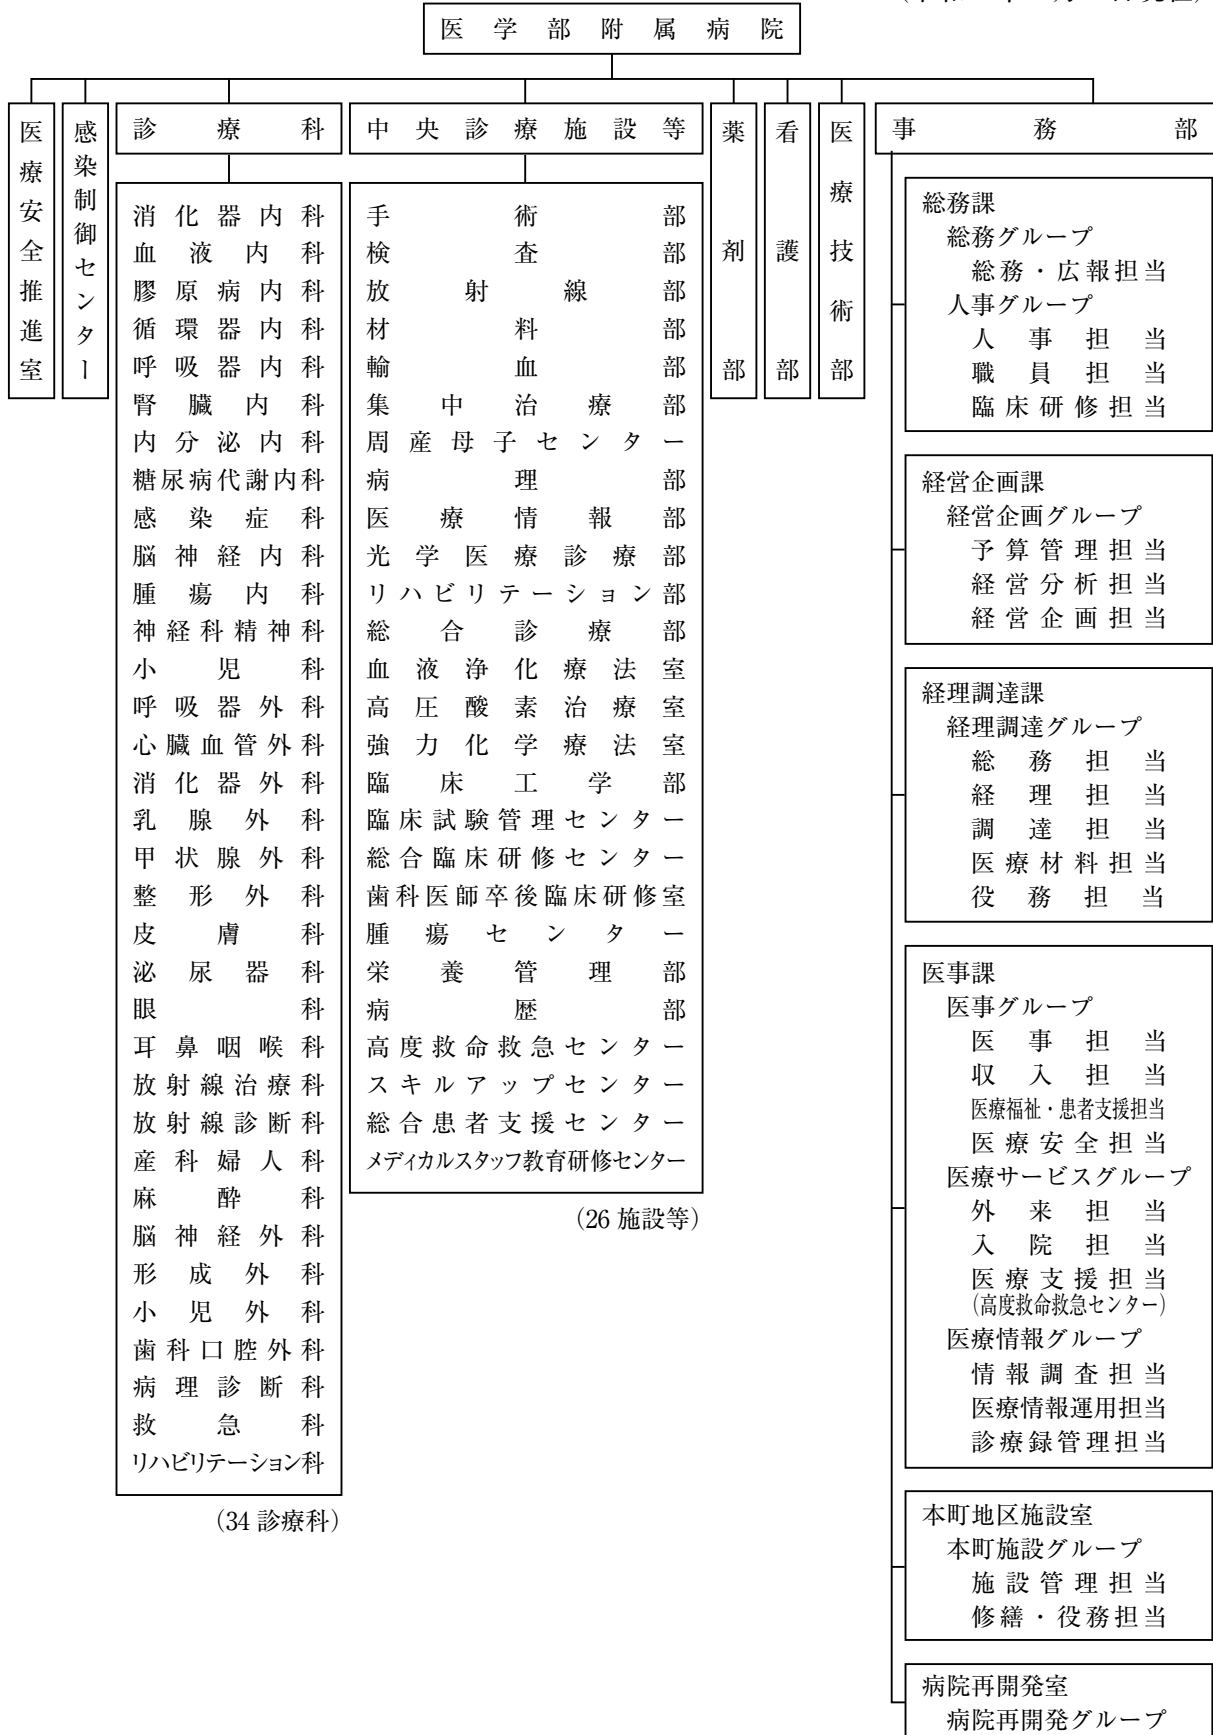 医学部附属病院
医療安全推進室
感染制御センター
診療科
消化器内科
血液内科
膠原病内科
循環器内科
呼吸器内科
腎臓内科
内分泌内科
糖尿病代謝内科
感染症科
脳神経内科
腫瘍内科
神経科精神科
小児科
呼吸器外科
心臓血管外科
消化器外科
乳腺外科
甲状腺外科
整形外科
皮膚科
泌尿器科
眼科
耳鼻咽喉科
放射線治療科
放射線診断科
産科婦人科
麻酔科
脳神経外科
形成外科
小児外科
歯科口腔外科
病理診断科
救急科
リハビリテーション科
(34 診療科)
中央診療施設等
手術部
検査部
放射線部
材料部
輸血部
集中治療部
周産母子センター
病理部
医療情報部
光学医療診療部
リハビリテーション部
総合診療部
血液浄化療法室
高圧酸素治療室
強力化学療法室
臨床工学部
臨床試験管理センター
総合臨床研修センター
歯科医師卒後臨床研修室
腫瘍センター
栄養管理部
病歴部
高度救命救急センター
スキルアップセンター
総合患者支援センター
メディカルスタッフ教育研修センター
(26 施設等)
薬剤部
看護部
医療技術部
事務部
総務課
総務グループ
総務・広報担当
人事グループ
人事担当
職員担当
臨床研修担当
経営企画課
経営企画グループ
予算管理担当
経営分析担当
経営企画担当
経理調達課
経理調達グループ
総務担当
経理担当
調達担当
医療材料担当
役務担当
医事課
医事グループ
医事担当
収入担当
医療福祉・患者支援担当
医療安全担当
医療サービスグループ
外来担当
入院担当
医療支援担当
(高度救命救急センター)
医療情報グループ
情報調査担当
医療情報運用担当
診療録管理担当
本町地区施設室
本町施設グループ
施設管理担当
修繕・役務担当
病院再開発室
病院再開発グループ